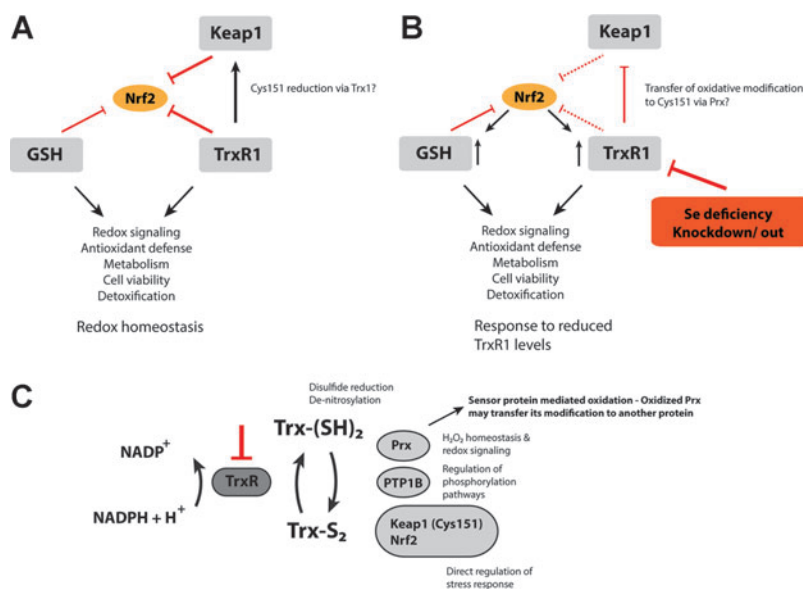 A
Keap1
Nrf2
Cys151 reduction via Trx1?
GSH
TrxR1
Redox signaling
Antioxidant defense
Metabolism
Cell viability
Detoxification
Redox homeostasis
B
Keap1
Nrf2
Transfer of oxidative modification
to Cys151 via Prx?
GSH
TrxR1
Se deficiency
Knockdown/ out
Redox signaling
Antioxidant defense
Metabolism
Cell viability
Detoxification
Response to reduced
TrxR1 levels
C
Disulfide reduction
De-nitrosylation
Sensor protein mediated oxidation - Oxidized Prx
may transfer its modification to another protein
NADP⁺
TrxR
NADPH + H⁺
Trx-(SH)₂
Trx-S₂
Prx
H₂O₂ homeostasis &
redox signaling
PTP1B
Regulation of
phosphorylation
pathways
Keap1 (Cys151)
Nrf2
Direct regulation of
stress response